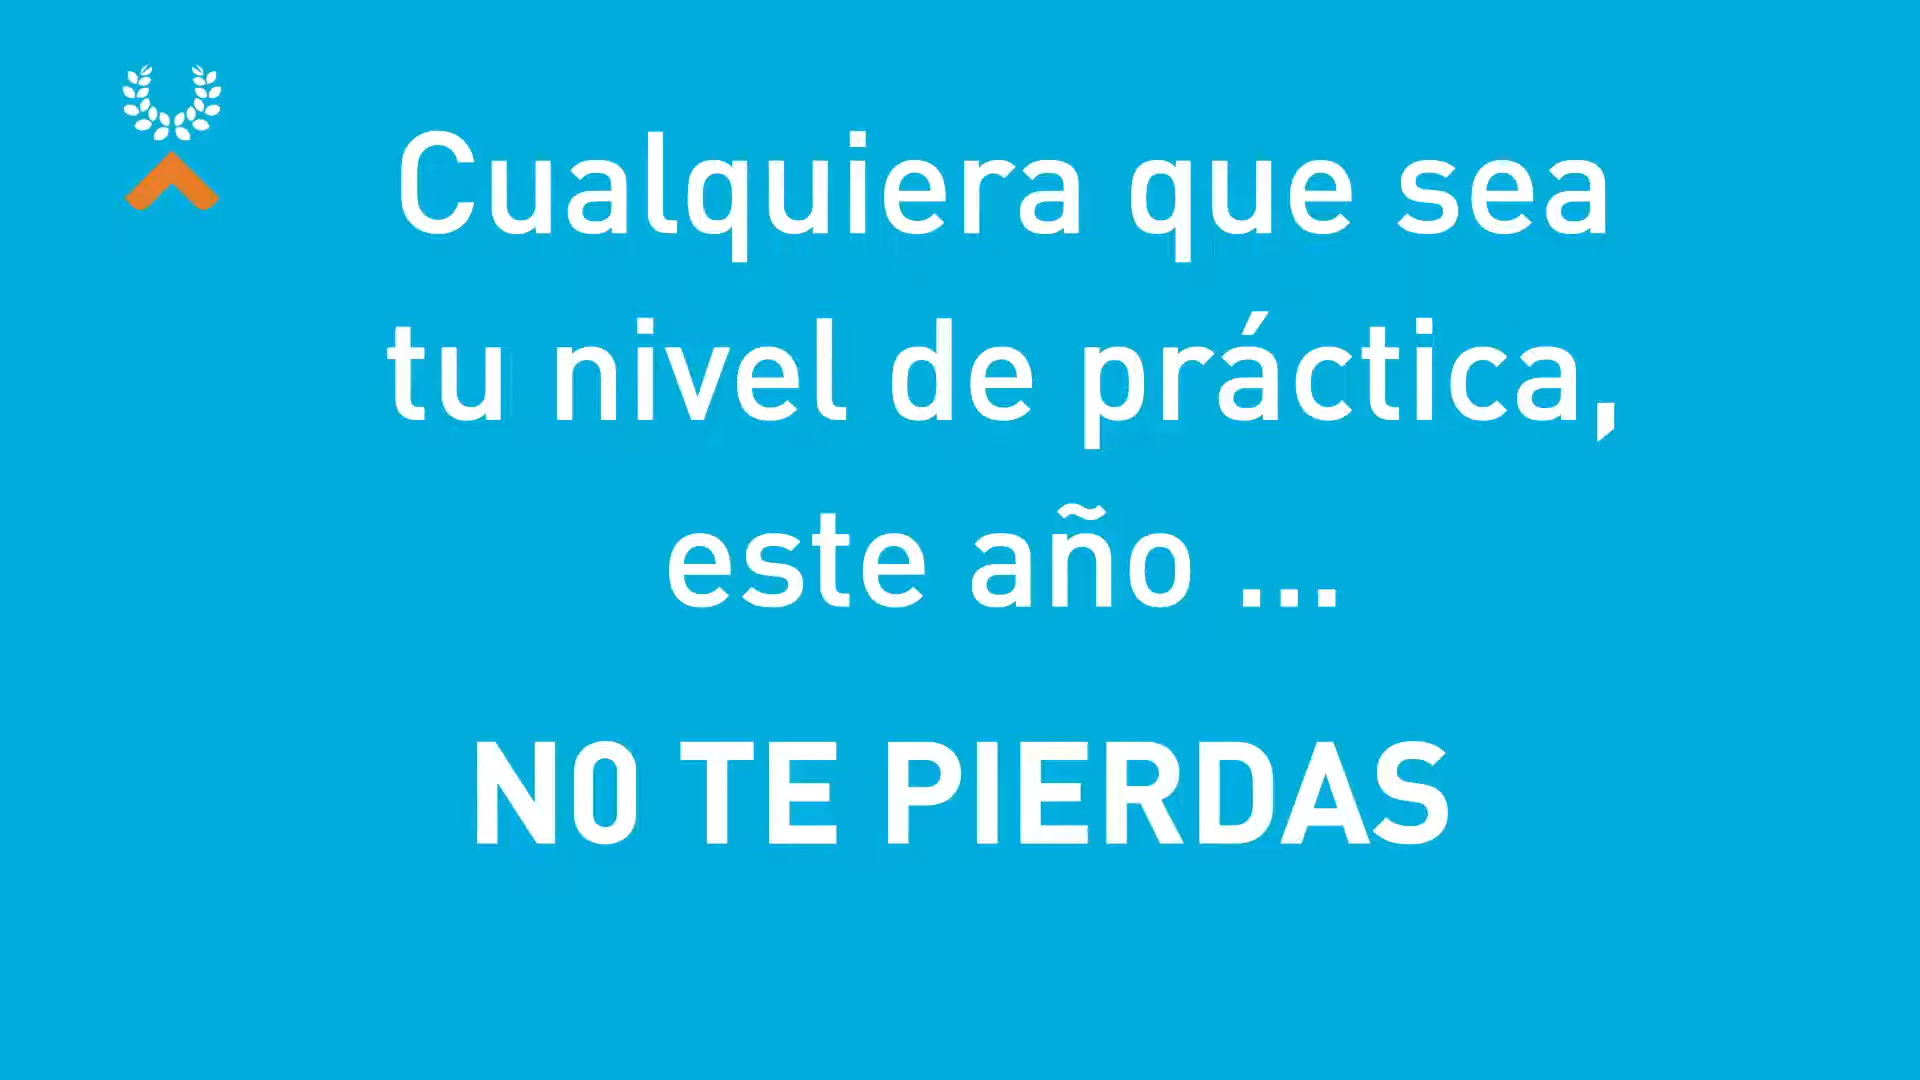 Cualquiera que sea
tu nivel de práctica,
este año ...
NO TE PIERDAS